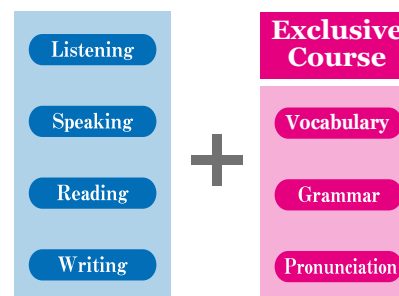 Listening
Speaking
Reading
Writing
+
Exclusive
Course
Vocabulary
Grammar
Pronunciation